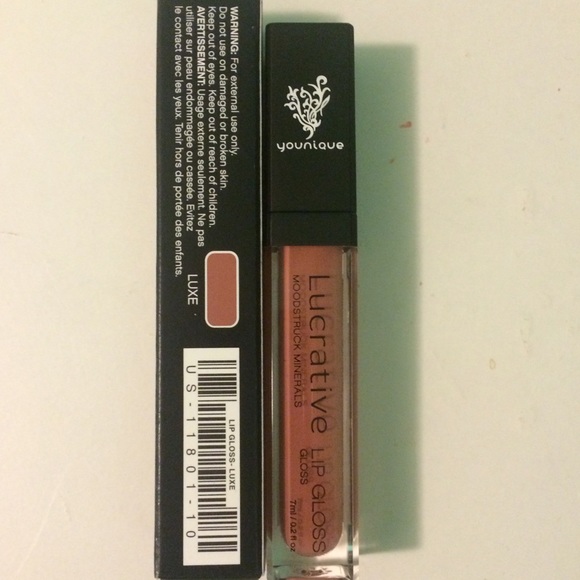 WARNING: For external use only.
Do not use on damaged or broken skin.
Keep out of eyes. Keep out of reach of children.
AVERTISSEMENT: Usage externe seulement. Ne pas
utiliser sur peau endommagée ou cassée. Evitez
le contact avec les yeux. Tenir hors de portée des enfants.
LUXE
LIP GLOSS- LUXE
US-11801-10
younique
Lucrative LIP GLOSS
MOODSTRUCK MINERALS GLOSS
7ml / 0.2 fl oz